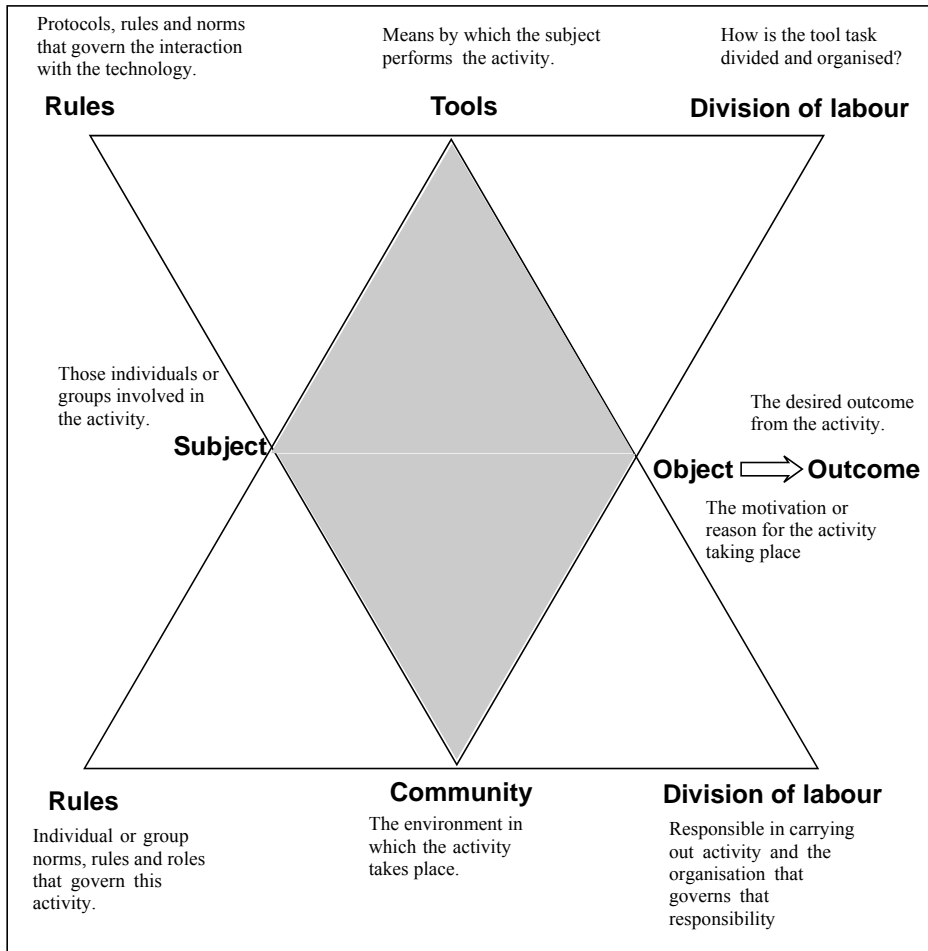 Protocols, rules and norms
that govern the interaction
with the technology.
Rules
Means by which the subject
performs the activity.
Tools
How is the tool task
divided and organised?
Division of labour
Those individuals or
groups involved in
the activity.
Subject
The desired outcome
from the activity.
Object
Outcome
The motivation or
reason for the activity
taking place
Rules
Individual or group
norms, rules and roles
that govern this
activity.
Community
The environment in
which the activity
takes place.
Division of labour
Responsible in carrying
out activity and the
organisation that
governs that
responsibility